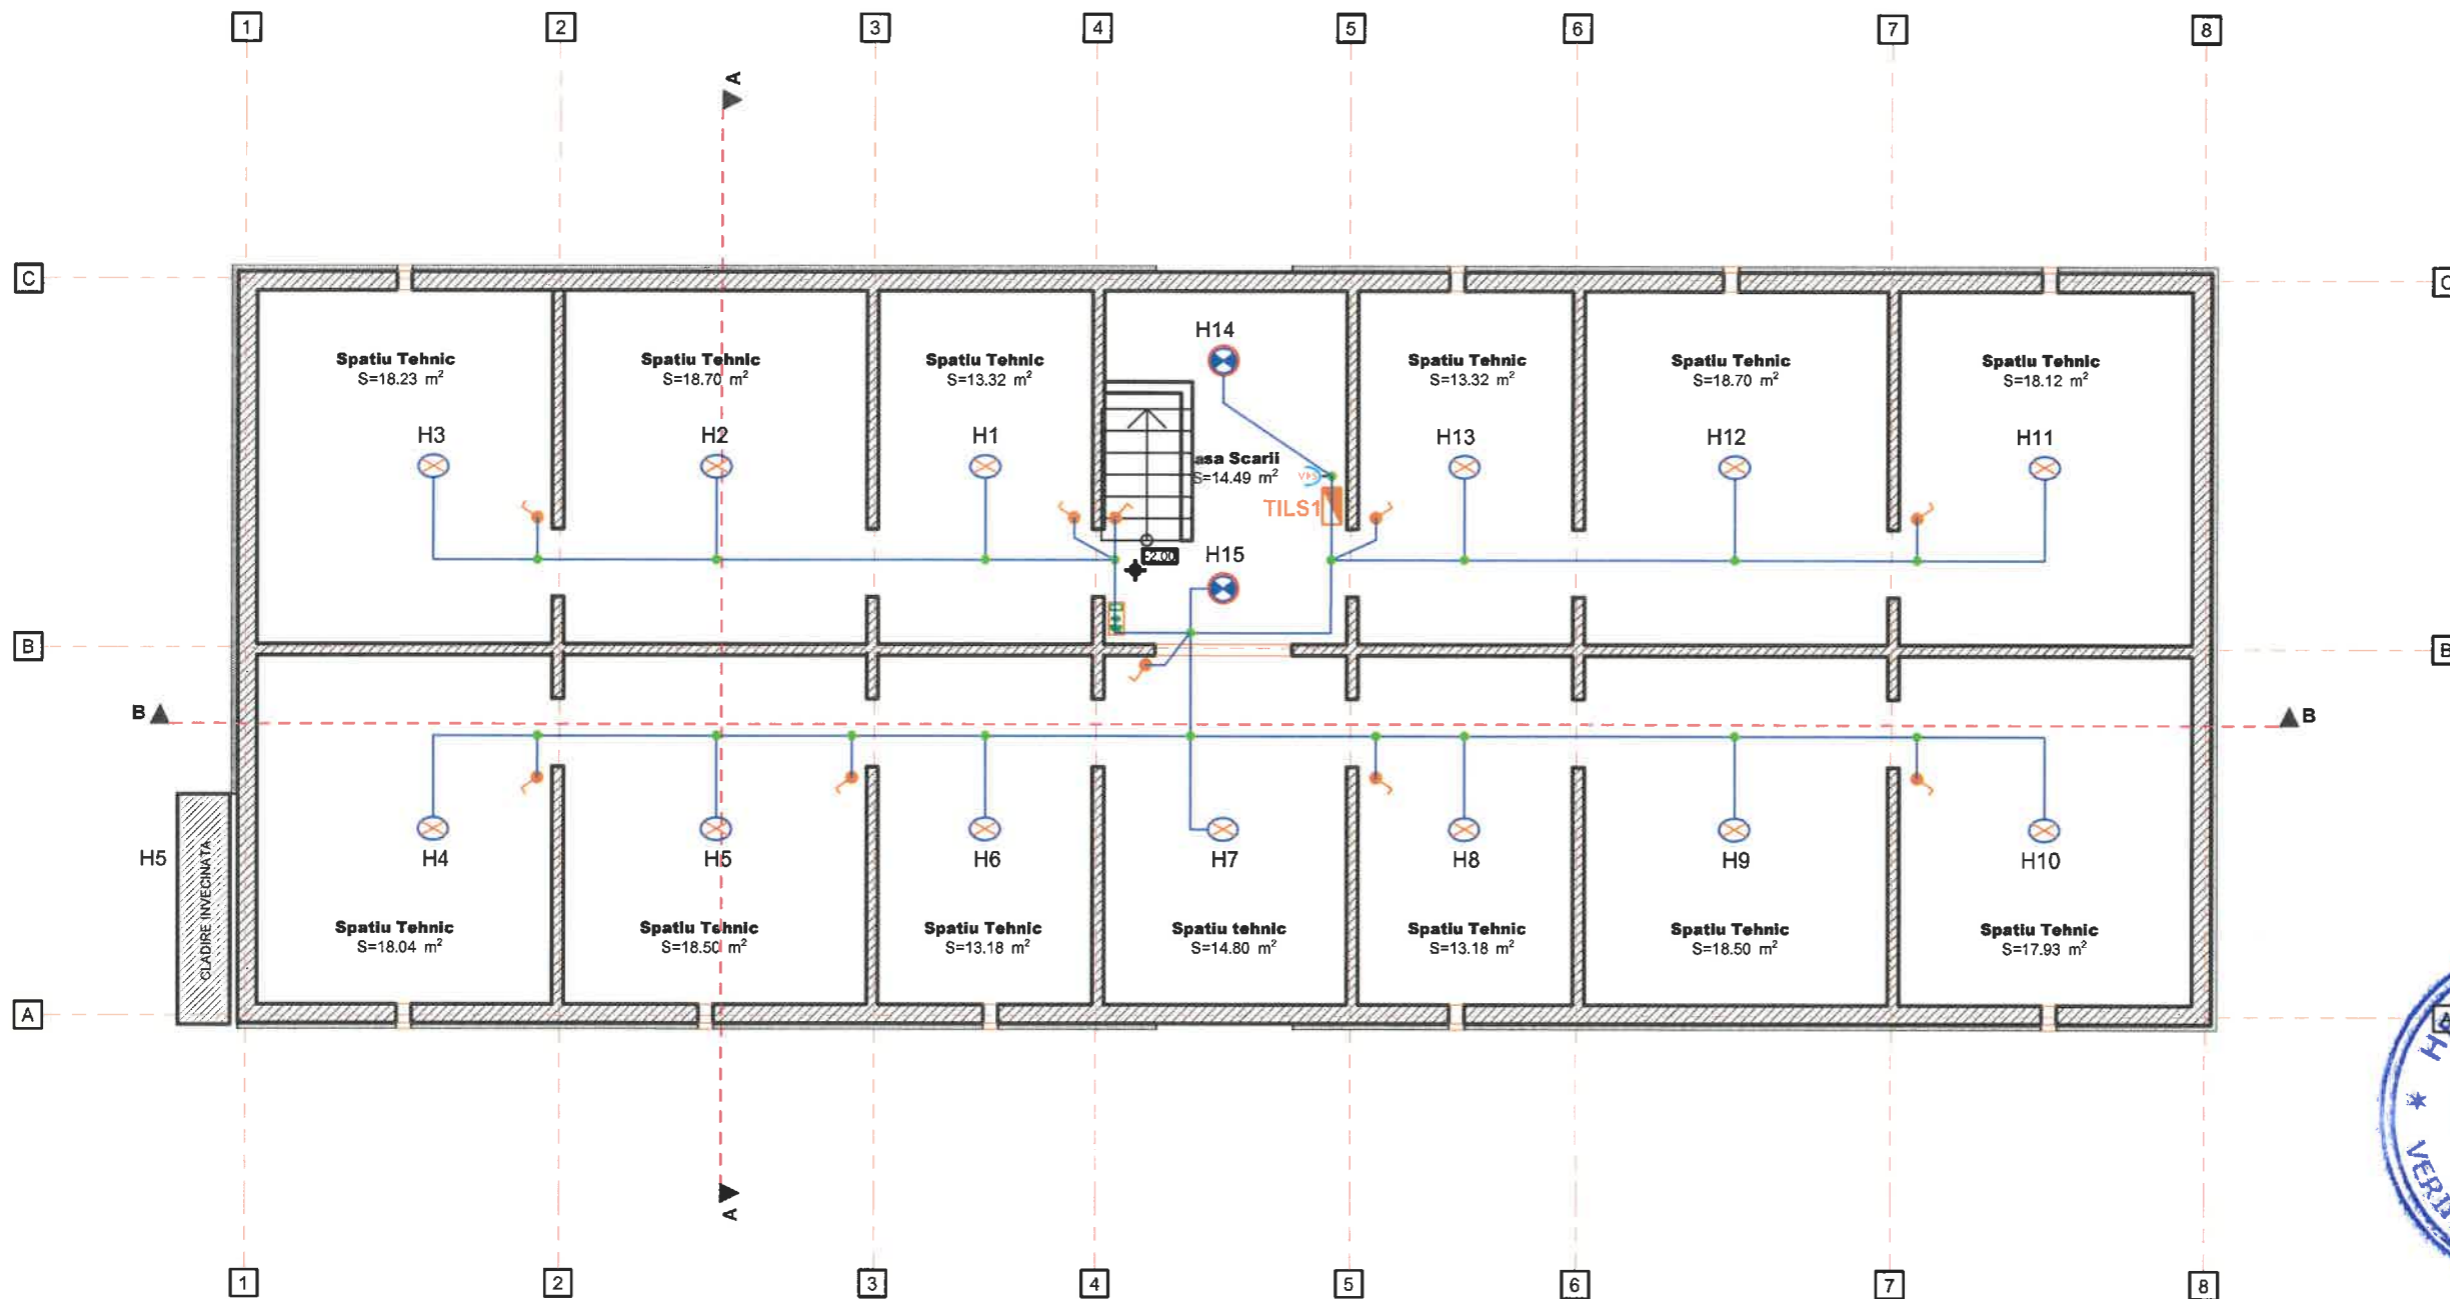 1 2 3 4 5 6 7 8
A
C C
Spatiu Tehnic
S=18.23 m²
Spatiu Tehnic
S=18.70 m²
Spatiu Tehnic
S=13.32 m²
H14
Spatiu Tehnic
S=13.32 m²
Spatiu Tehnic
S=18.70 m²
Spatiu Tehnic
S=18.12 m²
H3 H2 H1 H13 H12 H11
asa Scarii
S=14.49 m²
TILS1
H15
B B
B B
H4 H5 H6 H7 H8 H9 H10
H5
CLADIRE INVECINATA
Spatiu Tehnic
S=18.04 m²
Spatiu Tehnic
S=18.50 m²
Spatiu Tehnic
S=13.18 m²
Spatiu tehnic
S=14.80 m²
Spatiu Tehnic
S=13.18 m²
Spatiu Tehnic
S=18.50 m²
Spatiu Tehnic
S=17.93 m²
A A
A
1 2 3 4 5 6 7 8